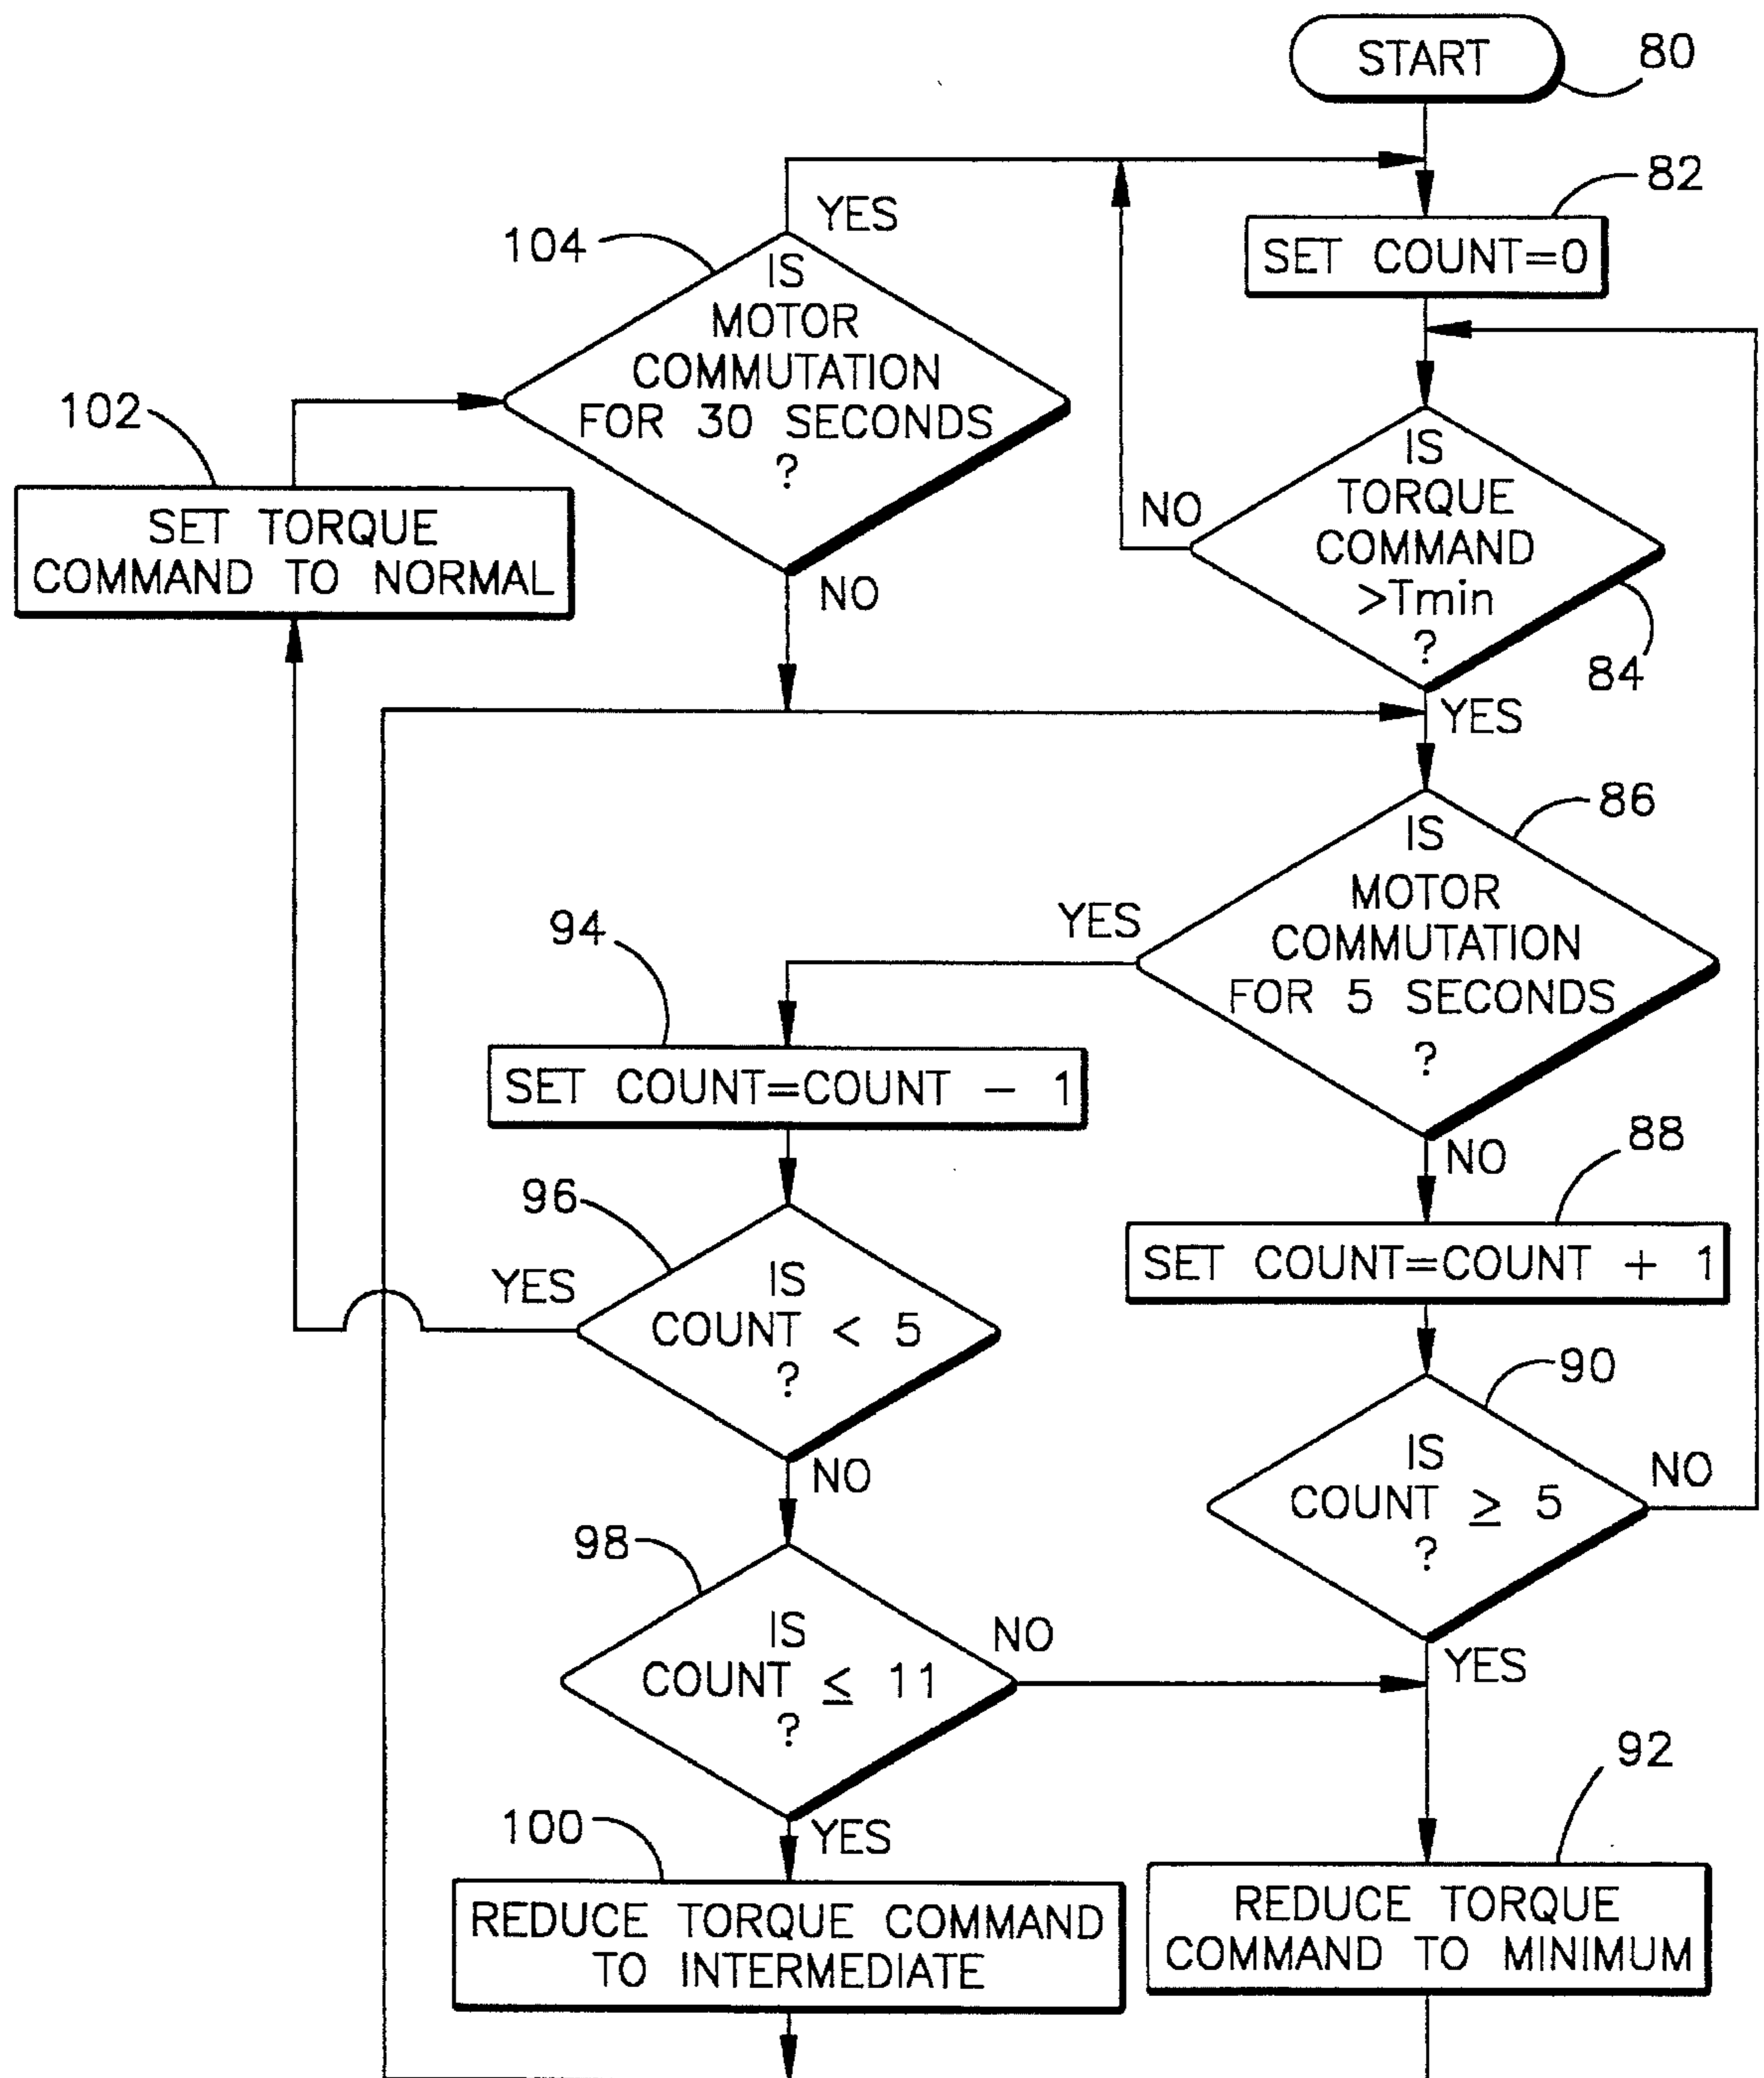 START
80
82
SET COUNT=0
YES
104
IS
MOTOR
COMMUTATION
FOR 30 SECONDS
?
NO
102
SET TORQUE
COMMAND TO NORMAL
IS
TORQUE
COMMAND
>Tmin
?
NO
84
YES
86
IS
MOTOR
COMMUTATION
FOR 5 SECONDS
?
YES
NO
94
SET COUNT=COUNT - 1
88
SET COUNT=COUNT + 1
96
IS
COUNT < 5
?
YES
NO
90
IS
COUNT ≥ 5
?
NO
YES
98
IS
COUNT ≤ 11
?
NO
YES
100
REDUCE TORQUE COMMAND
TO INTERMEDIATE
92
REDUCE TORQUE
COMMAND TO MINIMUM